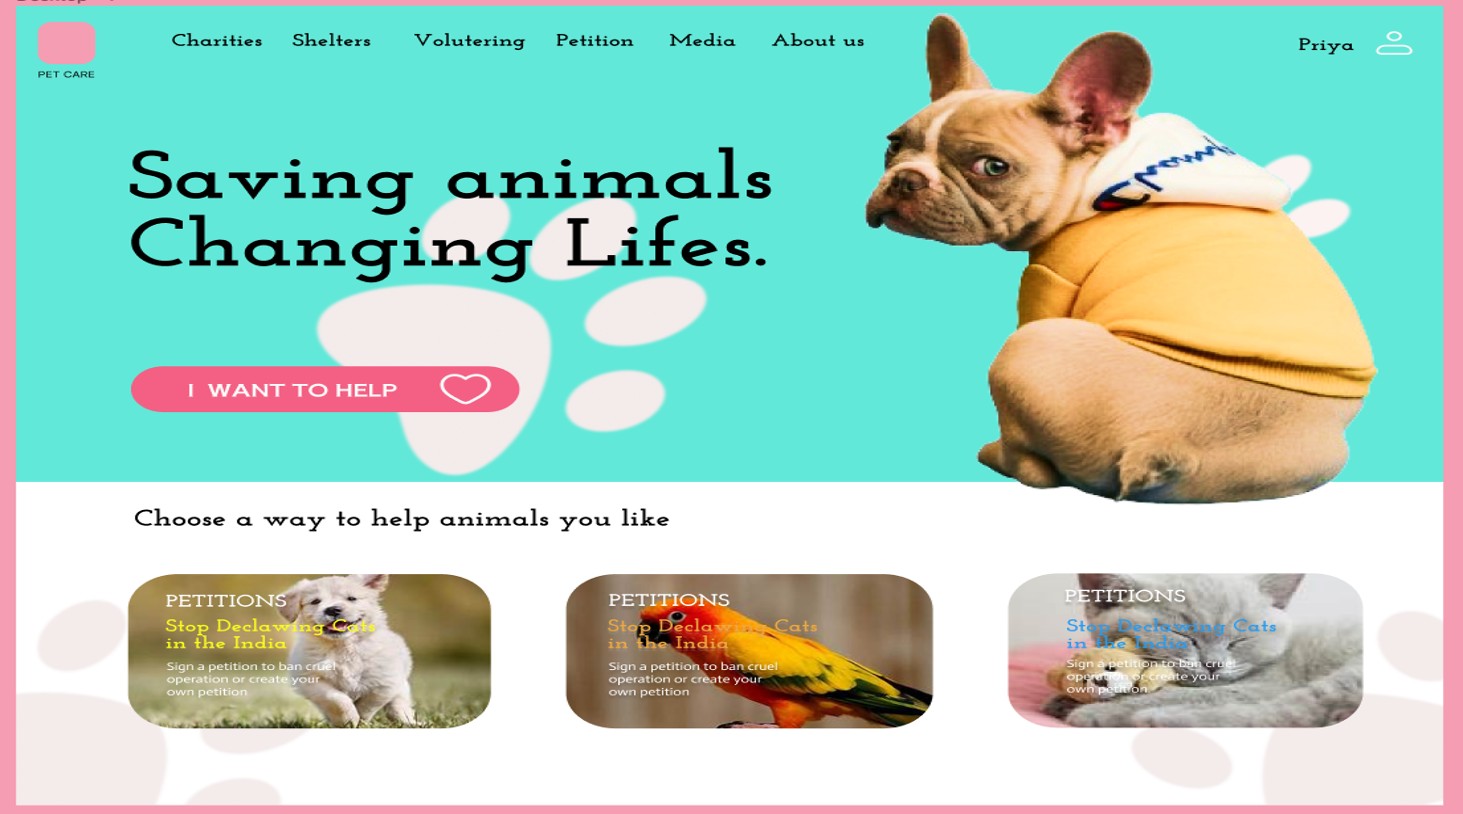 Charities Shelters Volutering Petition Media About us
Priya
PET CARE
Saving animals
Changing Lifes.
I WANT TO HELP
Choose a way to help animals you like
PETITIONS
Stop Declawing Cats
in the India
Sign a petition to ban cruel
operation or create your
own petition
PETITIONS
Stop Declawing Cats
in the India
Sign a petition to ban cruel
operation or create your
own petition
PETITIONS
Stop Declawing Cats
in the India
Sign a petition to ban cruel
operation or create your
own petition